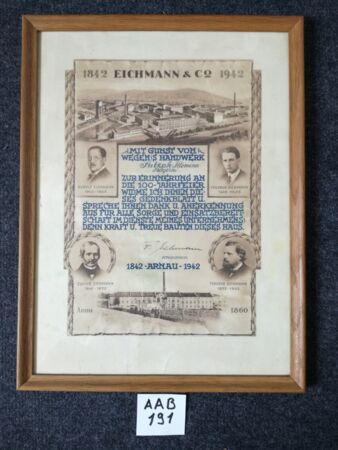 1842 EICHMANN & Co 1942
MIT GUNST VON
WEGEN S HANDWERK
ZUR ERINNERUNG AN
DIE 100-JAHRFEIER
WIDME ICH IHNEN DIE-
SES GEDENKBLATT U.
SPRECHE IHNEN DANK U. ANERKENNUNG
AUS FÜR ALLE SORGE UND EINSATZBEREIT-
SCHAFT IM DIENSTE MEINES UNTERNEHMENS
DENN KRAFT U. TREUE BAUTEN DIESES HAUS.
1842-ARNAU-1942
Anno 1860
AAB
191